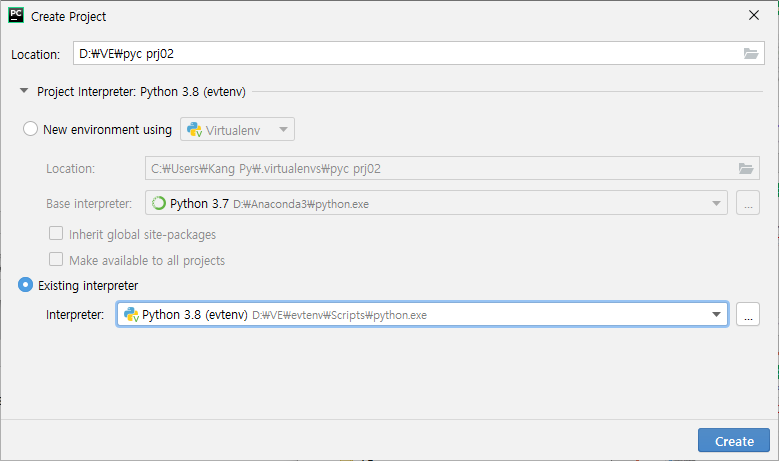 PC Create Project
Location: D:₩VE₩pyc prj02
Project Interpreter: Python 3.8 (evtenv)
New environment using Virtualenv
Location: C:₩Users₩Kang Py₩.virtualenvs₩pyc prj02
Base interpreter: Python 3.7 D:₩Anaconda3₩python.exe ...
Inherit global site-packages
Make available to all projects
Existing interpreter
Interpreter: Python 3.8 (evtenv) D:₩VE₩evtenv₩Scripts₩python.exe ...
Create